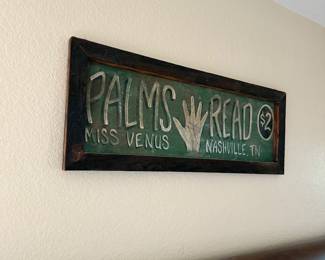 PALMS READ $2
MISS VENUS NASHVILLE, TN